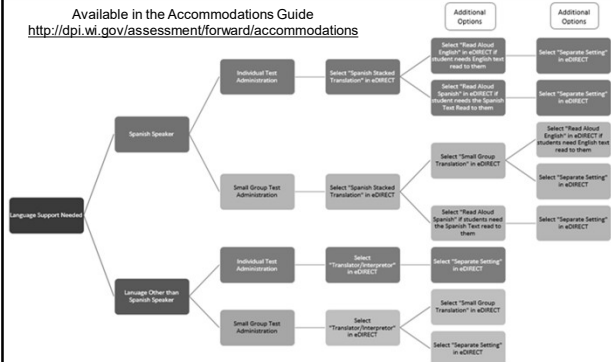 Available in the Accommodations Guide
http://dpi.wi.gov/assessment/forward/accommodations
Additional
Options
Additional
Options
Language Support Needed
Spanish Speaker
Individual Test
Administration
Select "Spanish Stacked
Translation" in eDIRECT
Select "Read Aloud
English" in eDIRECT if
student needs English text
read to them
Select "Separate Setting"
in eDIRECT
Select "Read Aloud
Spanish" in eDIRECT if
student needs the Spanish
Text Read to them
Select "Separate Setting"
in eDIRECT
Small Group Test
Administration
Select "Spanish Stacked
Translation" in eDIRECT
Select "Small Group
Translation" in eDIRECT
Select "Read Aloud
English" in eDIRECT if
students need English text
read to them
Select "Separate Setting"
in eDIRECT
Select "Read Aloud
Spanish" if students need
the Spanish Text read to
them
Select "Separate Setting"
in eDIRECT
Lanuage Other than
Spanish Speaker
Individual Test
Administration
Select
"Translator/Interpretor"
in eDIRECT
Select "Separate Setting"
in eDIRECT
Small Group Test
Administration
Select
"Translator/Interpretor"
in eDIRECT
Select "Small Group
Translation" in eDIRECT
Select "Separate Setting"
in eDIRECT